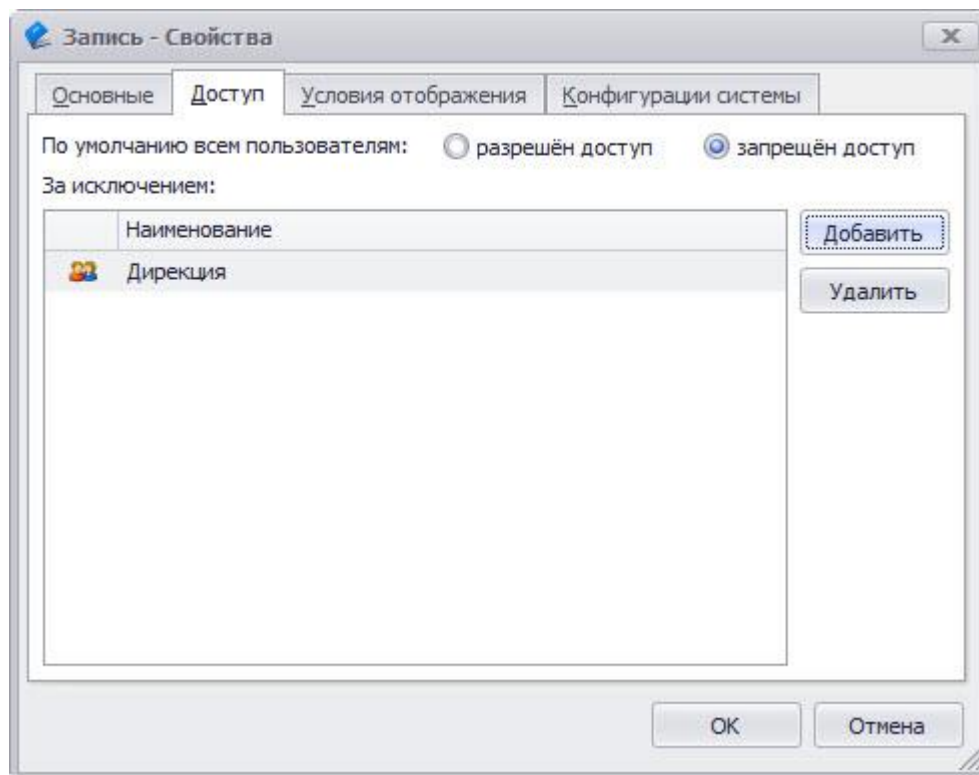 Запись - Свойства
Основные Доступ Условия отображения Конфигурации системы
По умолчанию всем пользователям: разрешён доступ запрещён доступ
За исключением:
Наименование
Добавить
Дирекция
Удалить
ОК Отмена